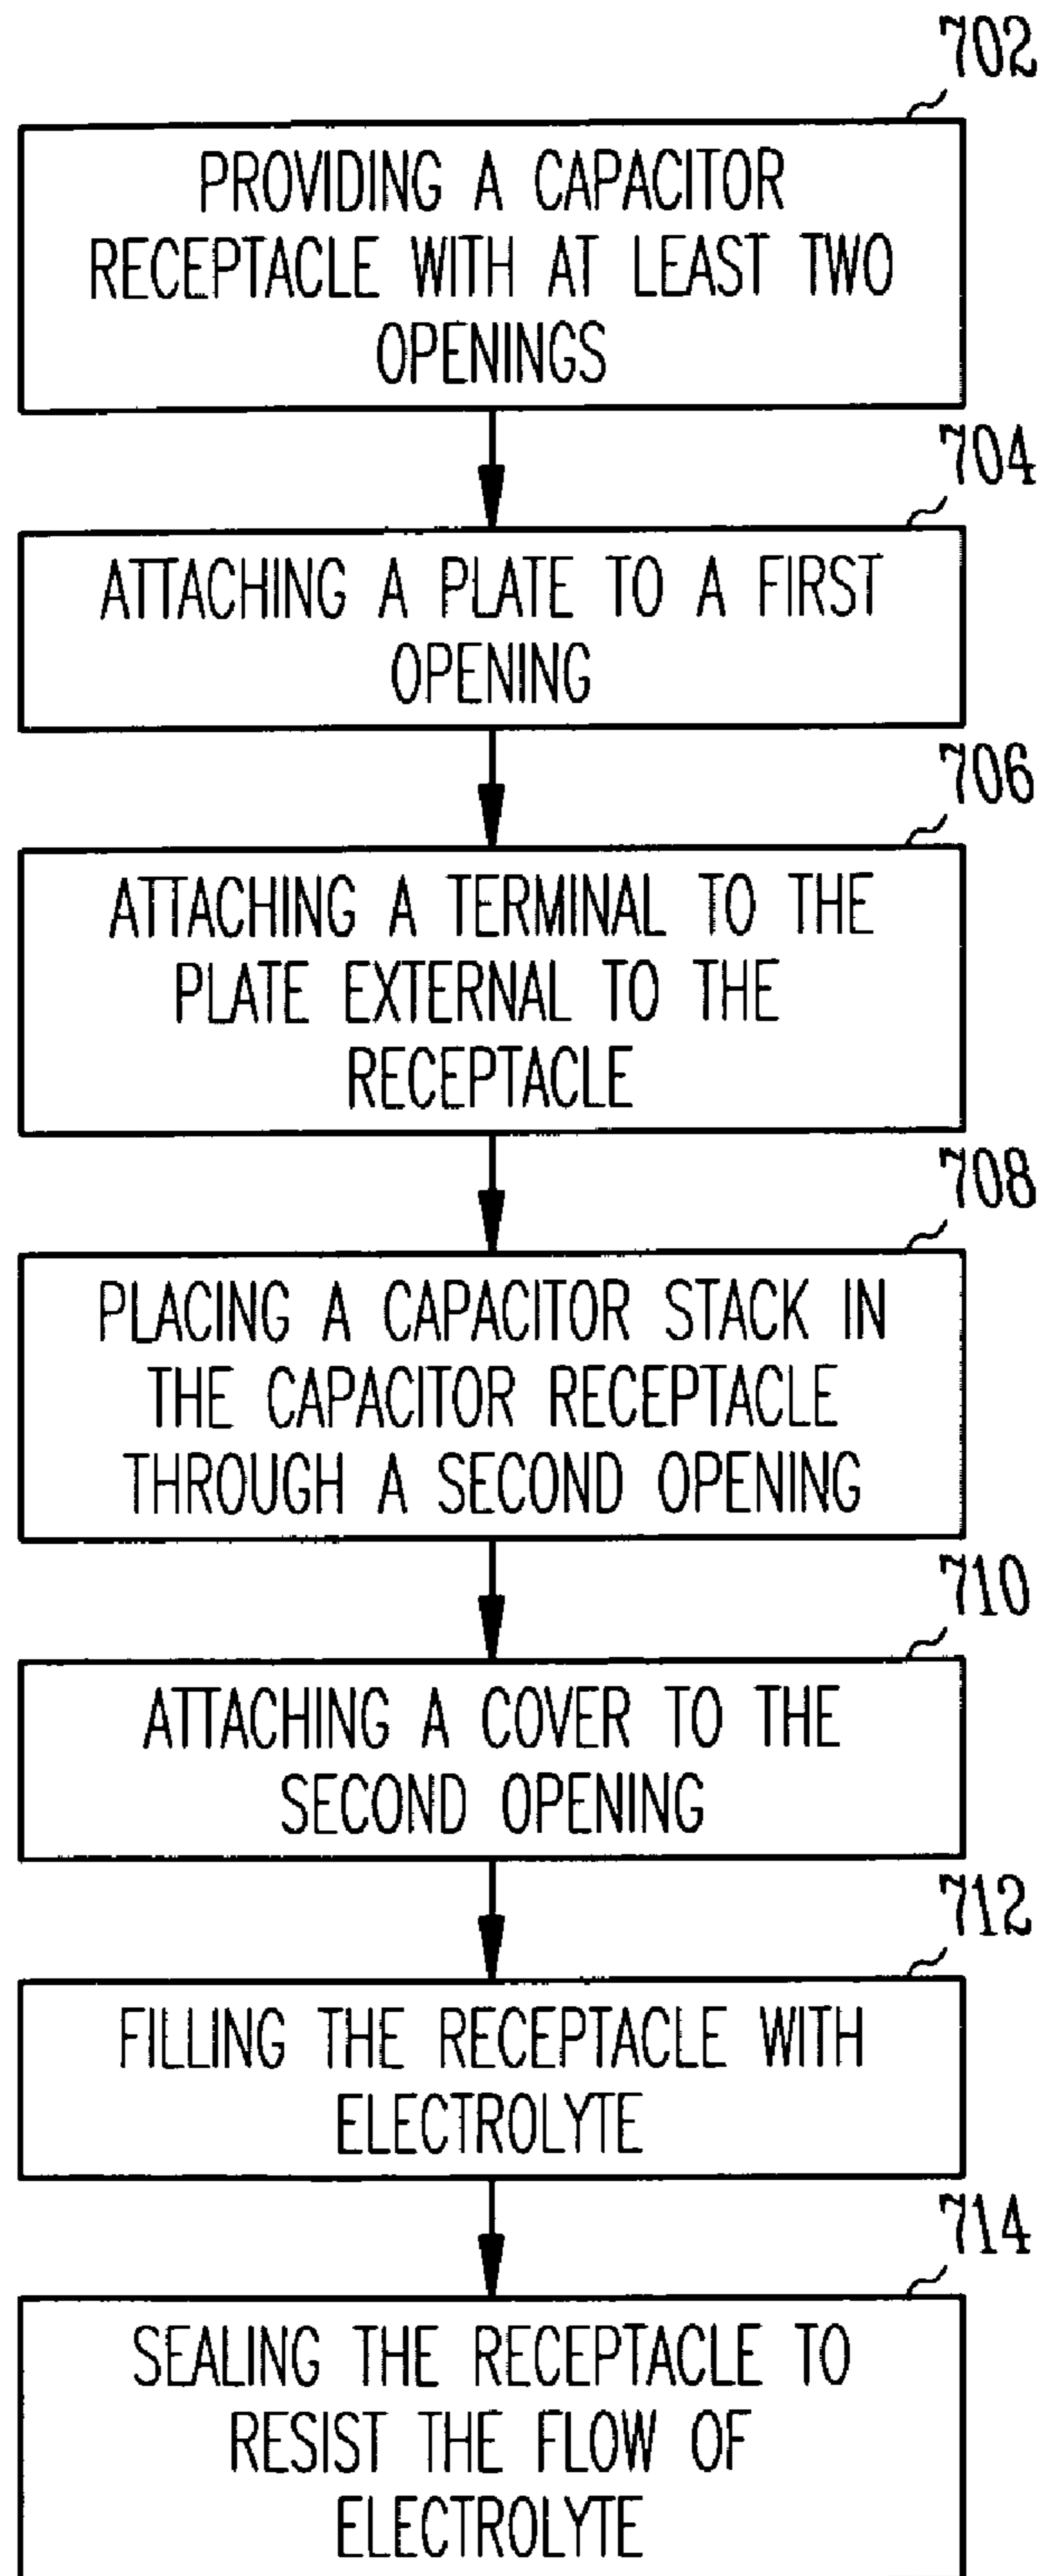 702
PROVIDING A CAPACITOR
RECEPTACLE WITH AT LEAST TWO
OPENINGS
704
ATTACHING A PLATE TO A FIRST
OPENING
706
ATTACHING A TERMINAL TO THE
PLATE EXTERNAL TO THE
RECEPTACLE
708
PLACING A CAPACITOR STACK IN
THE CAPACITOR RECEPTACLE
THROUGH A SECOND OPENING
710
ATTACHING A COVER TO THE
SECOND OPENING
712
FILLING THE RECEPTACLE WITH
ELECTROLYTE
714
SEALING THE RECEPTACLE TO
RESIST THE FLOW OF
ELECTROLYTE